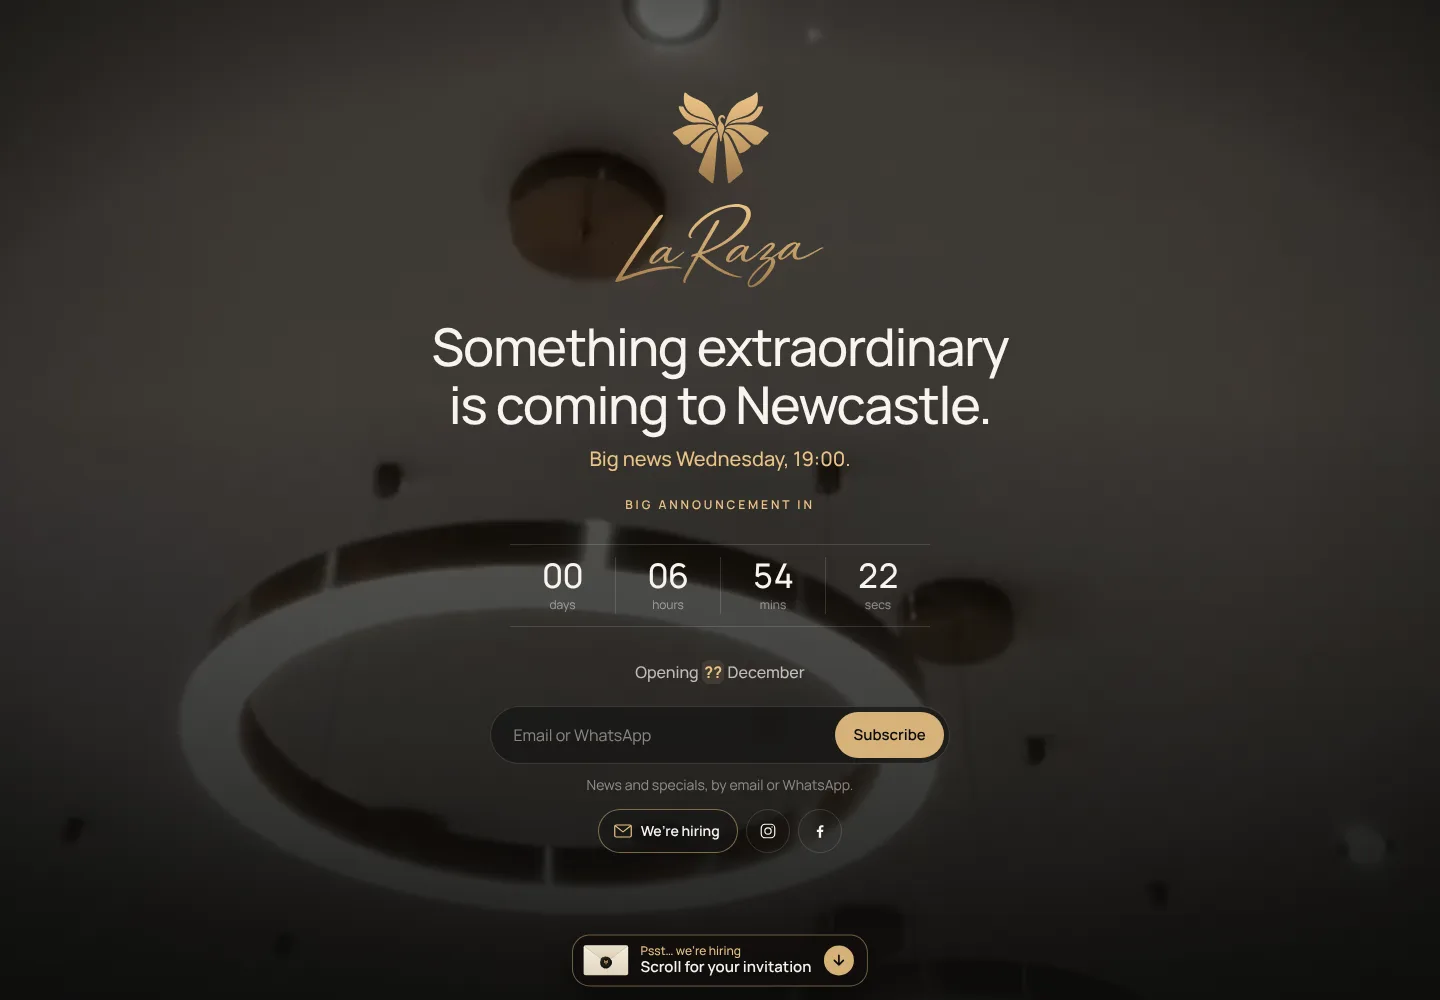 La Raza
Something extraordinary
is coming to Newcastle.
Big news Wednesday, 19:00.
BIG ANNOUNCEMENT IN
00 06 54 22
days hours mins secs
Opening ?? December
Email or WhatsApp Subscribe
News and specials, by email or WhatsApp.
We're hiring
Psst... we're hiring
Scroll for your invitation